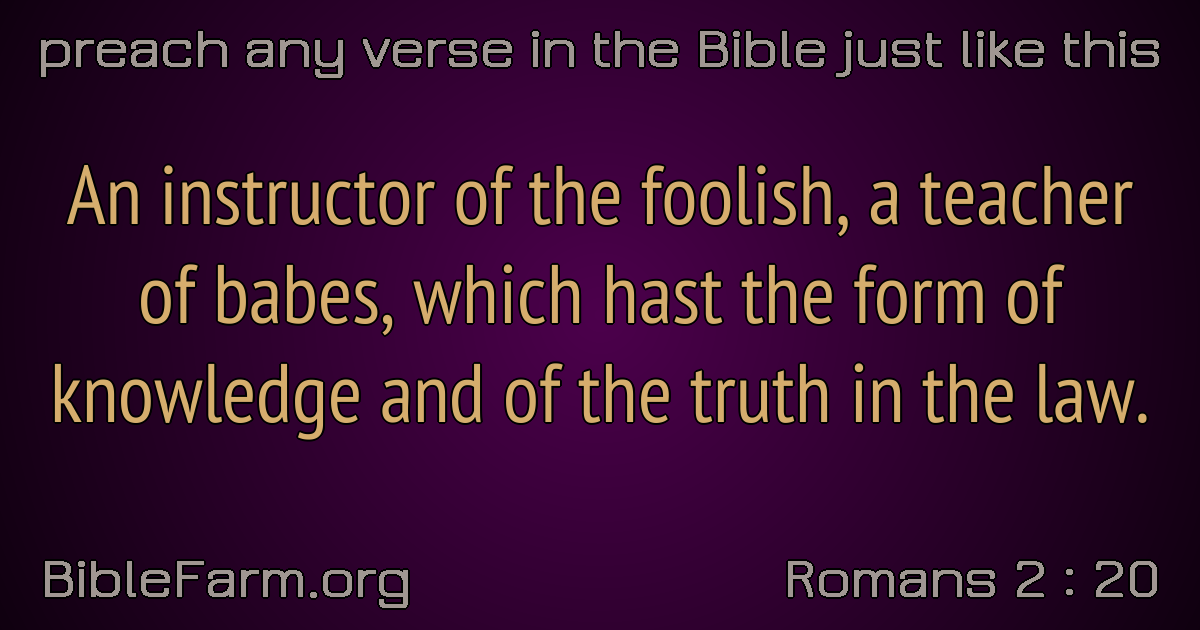 preach any verse in the Bible just like this
An instructor of the foolish, a teacher
of babes, which hast the form of
knowledge and of the truth in the law.
BibleFarm.org
Romans 2 : 20